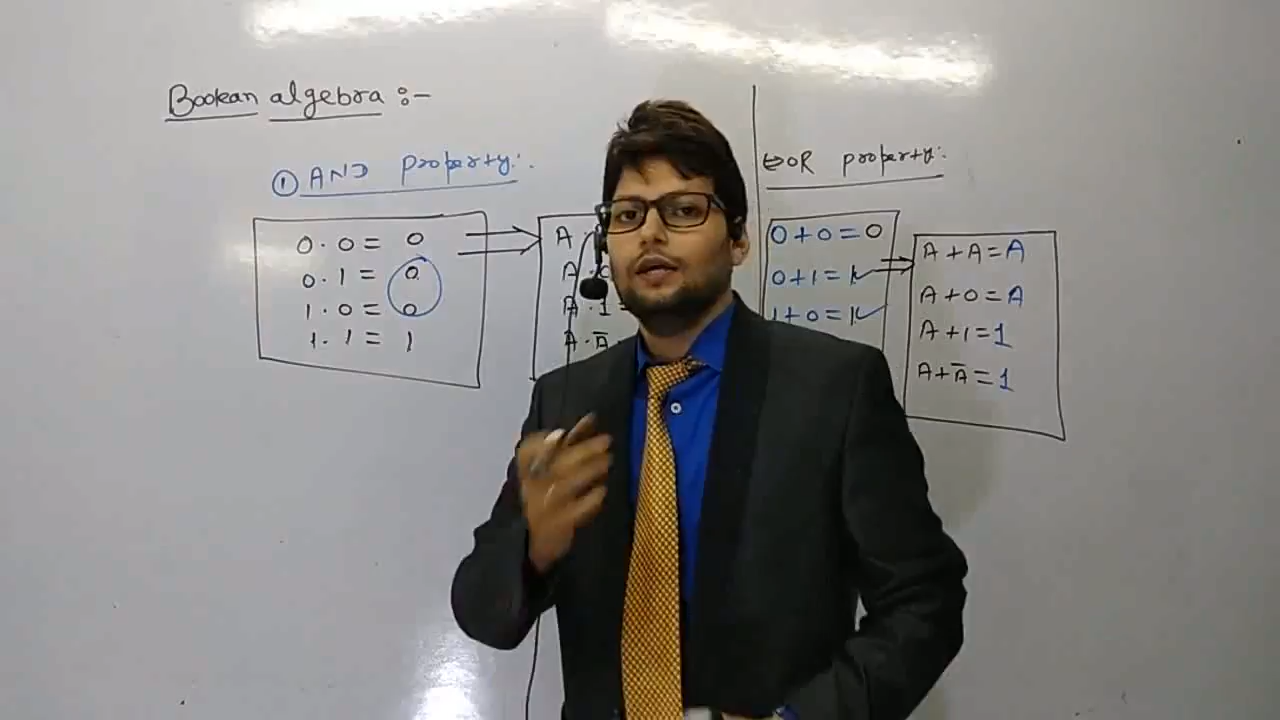 Boolean algebra :-
① AND property:.
0 . 0 = 0
0 . 1 = 0
1 . 0 = 0
1 . 1 = 1
A .
A .
A . 1 =
A . Ā
⇔ OR property:
0 + 0 = 0
0 + 1 = 1
1 + 0 = 1
A + A = A
A + 0 = A
A + 1 = 1
A + Ā = 1